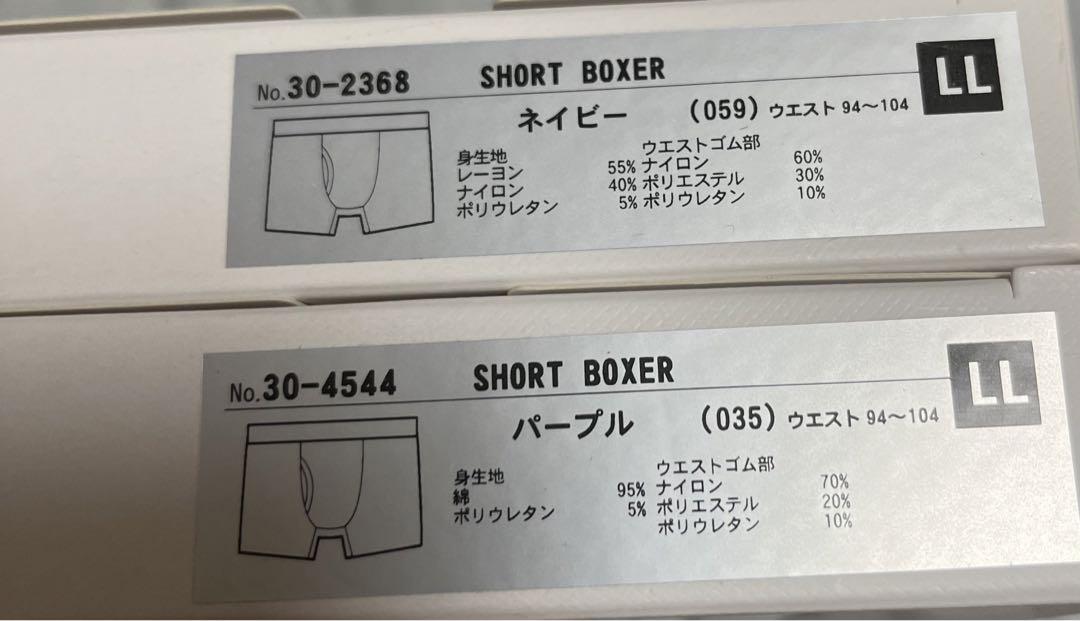 No.30-2368 SHORT BOXER LL
ネイビー (059) ウエスト 94～104
身生地 ウエストゴム部
レーヨン 55% ナイロン 60%
ナイロン 40% ポリエステル 30%
ポリウレタン 5% ポリウレタン 10%
No.30-4544 SHORT BOXER LL
パープル (035) ウエスト 94～104
身生地 ウエストゴム部
綿 95% ナイロン 70%
ポリウレタン 5% ポリエステル 20%
ポリウレタン 10%